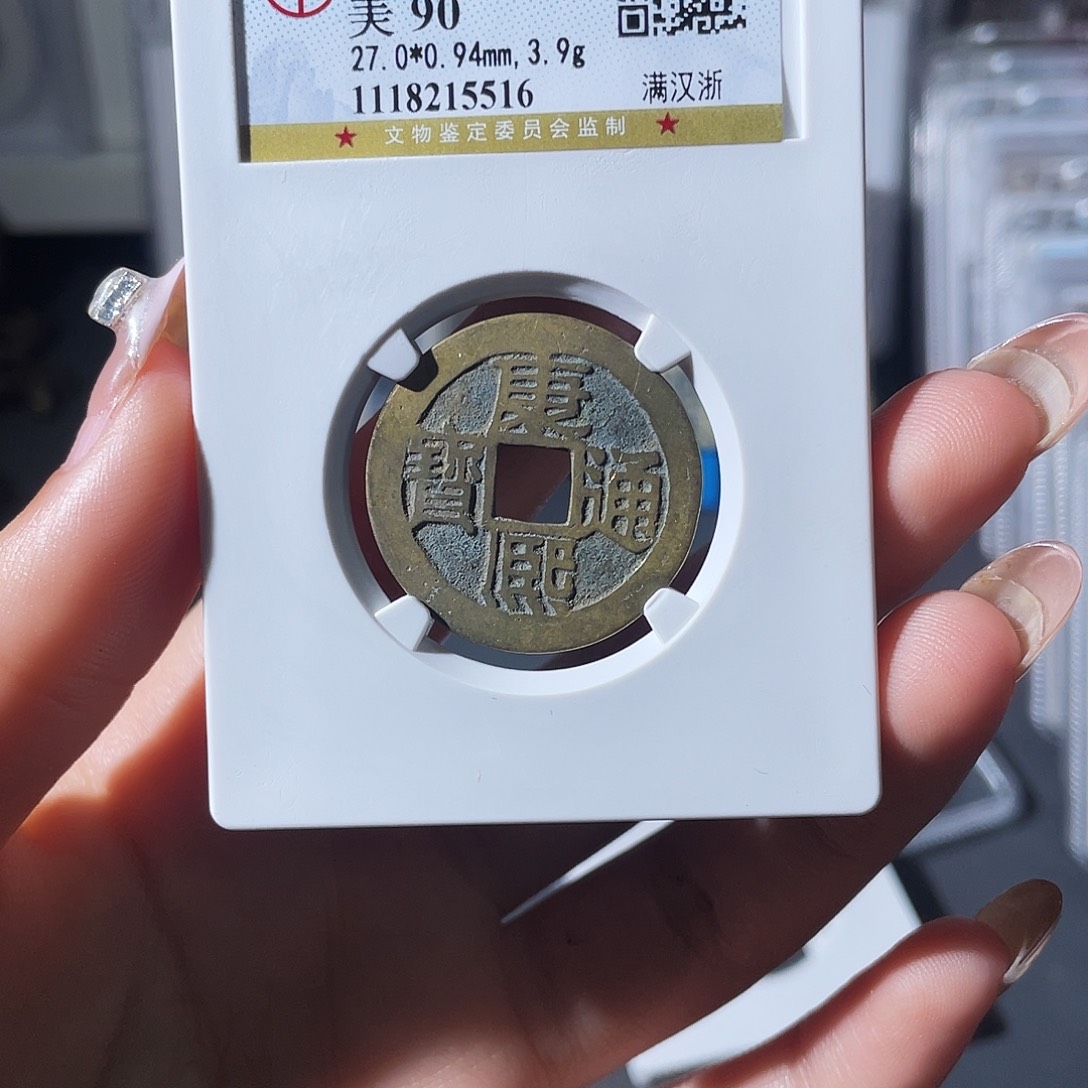 美 90
27.0*0.94mm, 3.9g
1118215516
满汉浙
★ 文物鉴定委员会监制 ★
康熙通寶